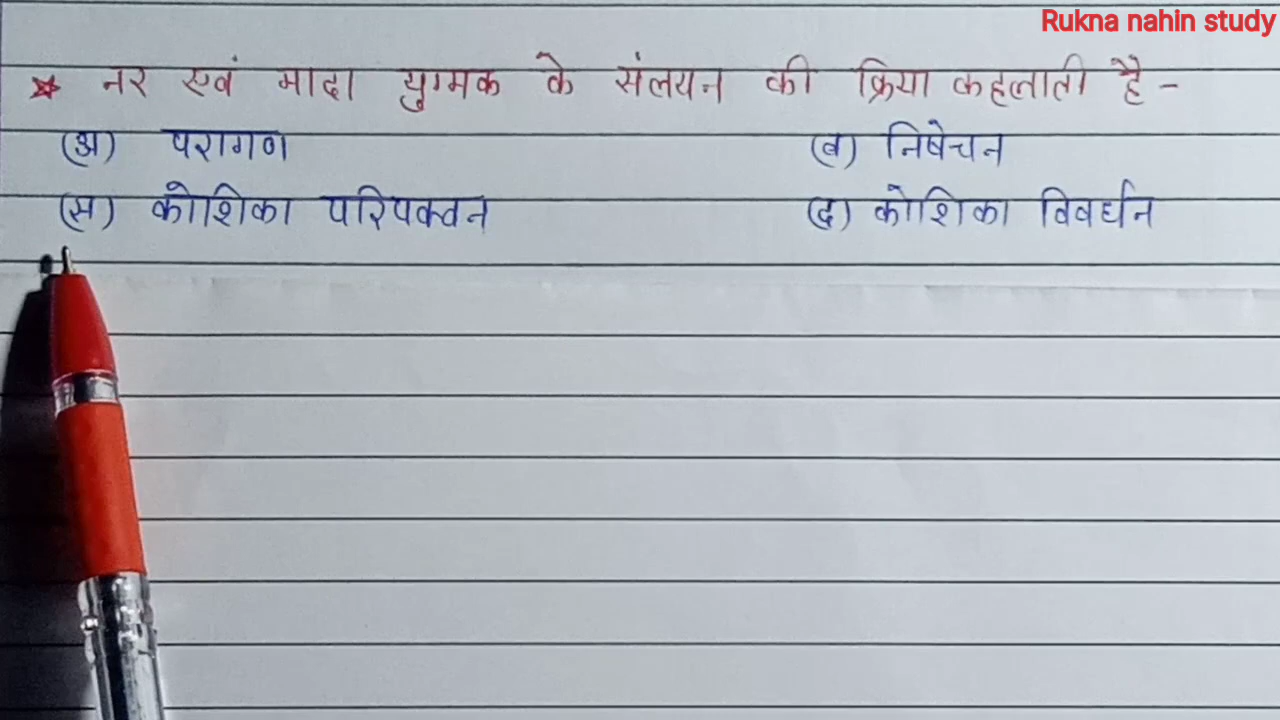 Rukna nahin study
★ नर एवं मादा युग्मक के संलयन की क्रिया कहलाती है -
(अ) परागण (ब) निषेचन
(स) कोशिका परिपक्वन (द) कोशिका विवर्धन